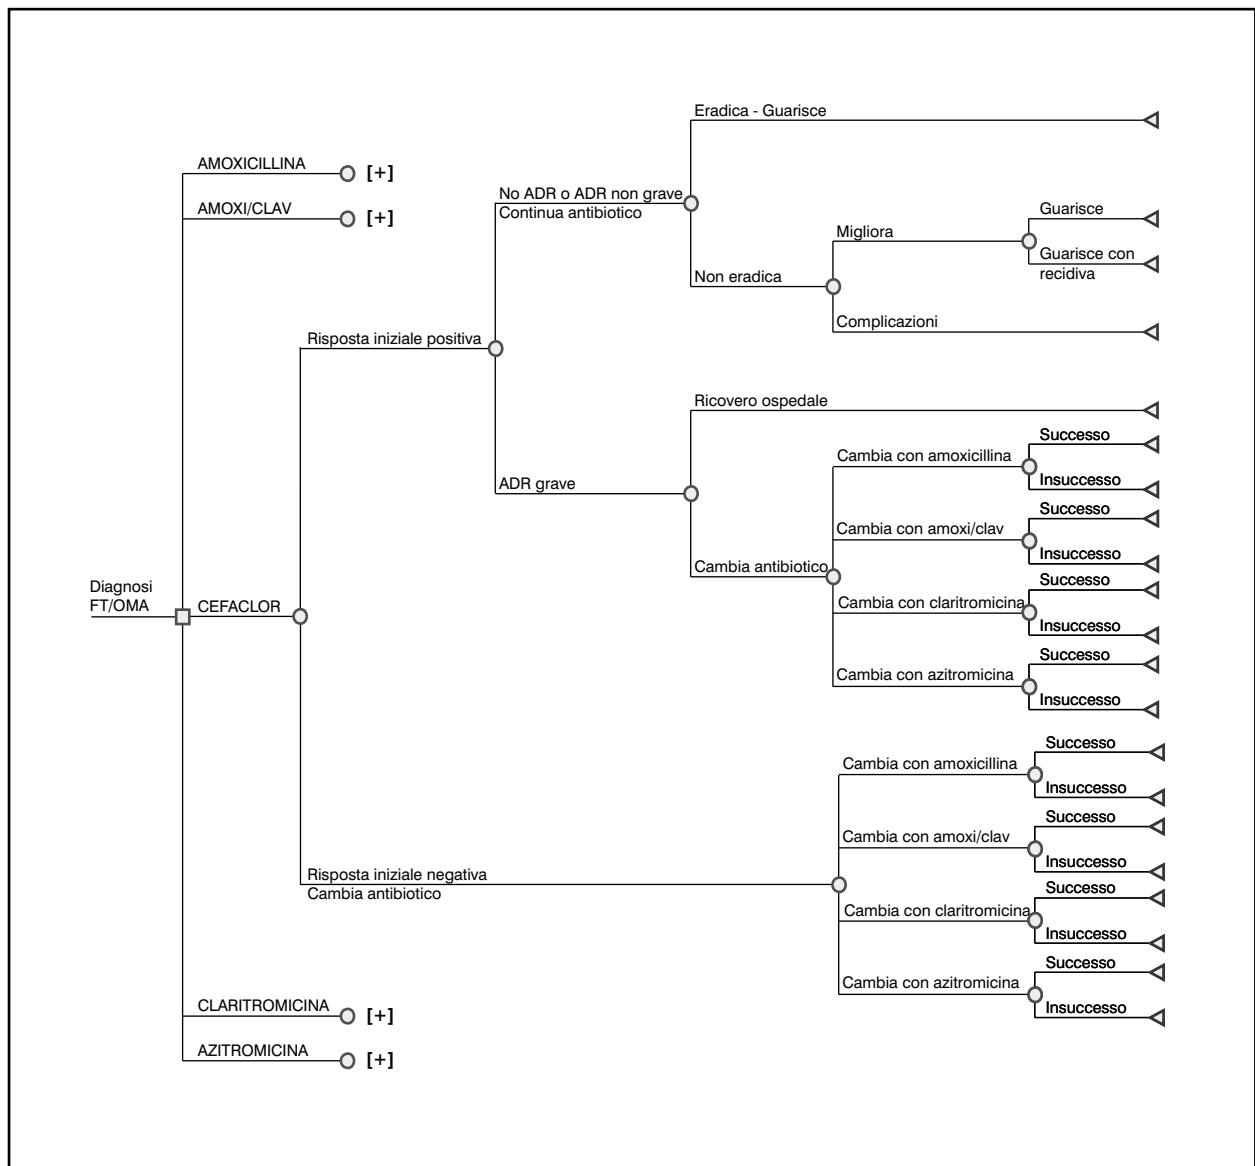 Eradica - Guarisce
AMOXICILLINA
[+]
AMOXI/CLAV
[+]
No ADR o ADR non grave
Continua antibiotico
Guarisce
Migliora
Guarisce con
recidiva
Non eradica
Complicazioni
Risposta iniziale positiva
Ricovero ospedale
Successo
Cambia con amoxicillina
Insuccesso
ADR grave
Successo
Cambia con amoxi/clav
Insuccesso
Cambia antibiotico
Successo
Cambia con claritromicina
Insuccesso
Diagnosi
FT/OMA
CEFACLOR
Successo
Cambia con azitromicina
Insuccesso
Successo
Cambia con amoxicillina
Insuccesso
Successo
Cambia con amoxi/clav
Insuccesso
Risposta iniziale negativa
Cambia antibiotico
Successo
Cambia con claritromicina
Insuccesso
Successo
Cambia con azitromicina
Insuccesso
CLARITROMICINA
[+]
AZITROMICINA
[+]